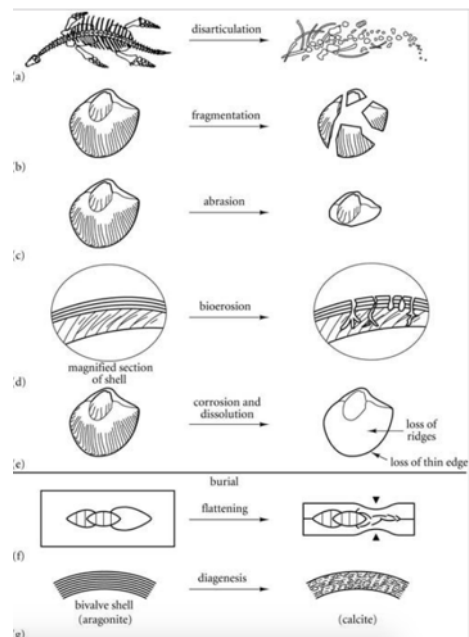 disarticulation
(a)
fragmentation
(b)
abrasion
(c)
bioerosion
magnified section
of shell
(d)
corrosion and
dissolution
loss of
ridges
loss of thin edge
(e)
burial
flattening
(f)
diagenesis
bivalve shell
(aragonite)
(calcite)
(g)